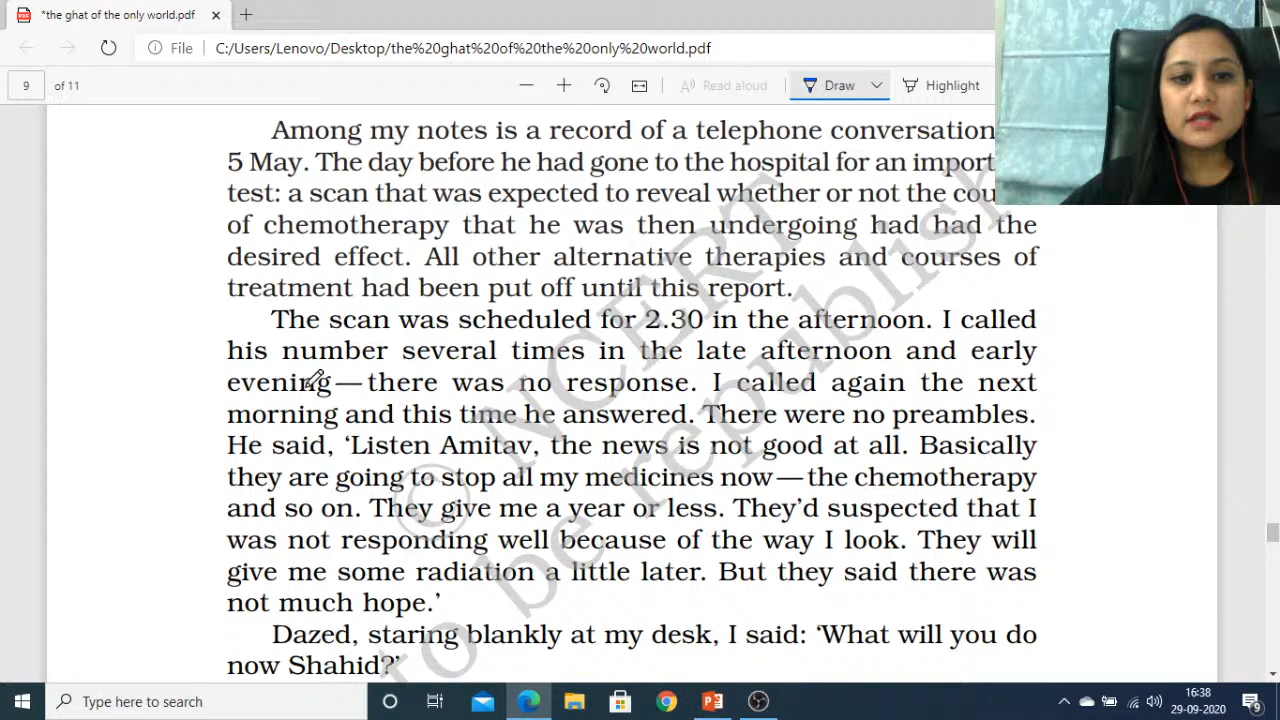 *the ghat of the only world.pdf
File C:/Users/Lenovo/Desktop/the%20ghat%20of%20the%20only%20world.pdf
9 of 11 Read aloud Draw Highlight
Among my notes is a record of a telephone conversation
5 May. The day before he had gone to the hospital for an import
test: a scan that was expected to reveal whether or not the cou
of chemotherapy that he was then undergoing had had the
desired effect. All other alternative therapies and courses of
treatment had been put off until this report.
The scan was scheduled for 2.30 in the afternoon. I called
his number several times in the late afternoon and early
evening—there was no response. I called again the next
morning and this time he answered. There were no preambles.
He said, ‘Listen Amitav, the news is not good at all. Basically
they are going to stop all my medicines now—the chemotherapy
and so on. They give me a year or less. They’d suspected that I
was not responding well because of the way I look. They will
give me some radiation a little later. But they said there was
not much hope.’
Dazed, staring blankly at my desk, I said: ‘What will you do
now Shahid?’
© NCERT
to be republish
Type here to search
16:38
29-09-2020
9